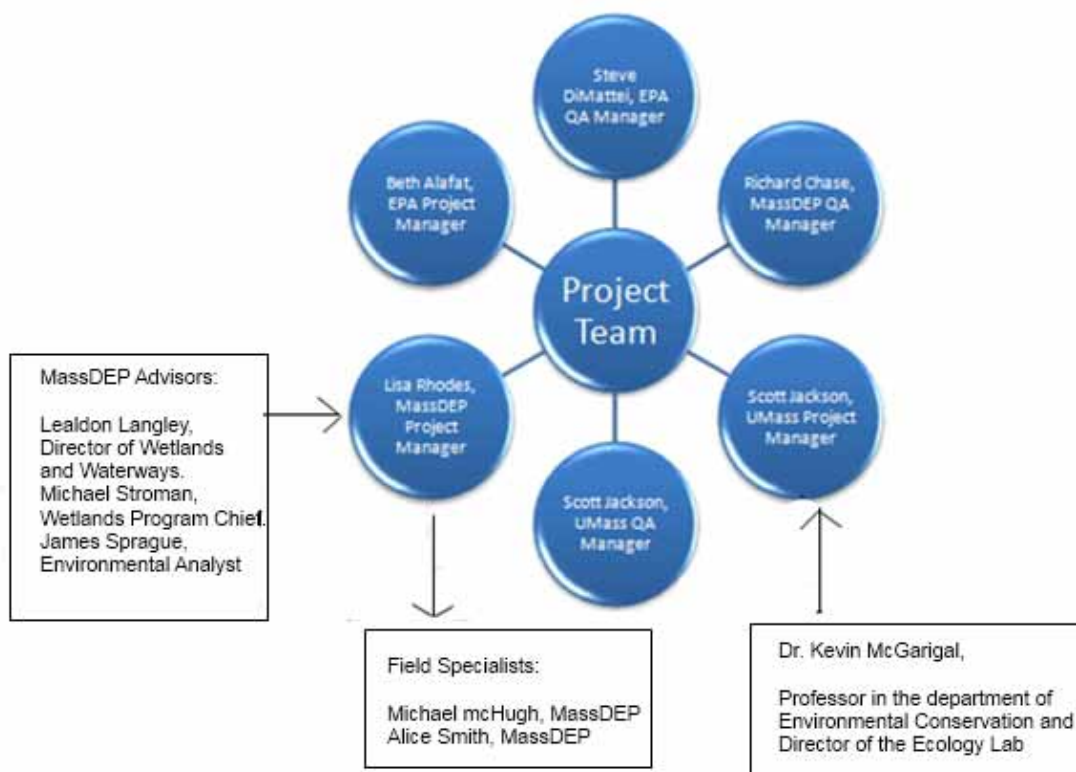 Steve
DiMattei, EPA
QA Manager
Beth Alafat,
EPA Project
Manager
Richard Chase,
MassDEP QA
Manager
Project
Team
Lisa Rhodes,
MassDEP
Project
Manager
Scott Jackson,
UMass Project
Manager
Scott Jackson,
UMass QA
Manager
MassDEP Advisors:
Lealdon Langley,
Director of Wetlands
and Waterways.
Michael Stroman,
Wetlands Program Chief.
James Sprague,
Environmental Analyst
Field Specialists:
Michael mcHugh, MassDEP
Alice Smith, MassDEP
Dr. Kevin McGarigal,
Professor in the department of
Environmental Conservation and
Director of the Ecology Lab